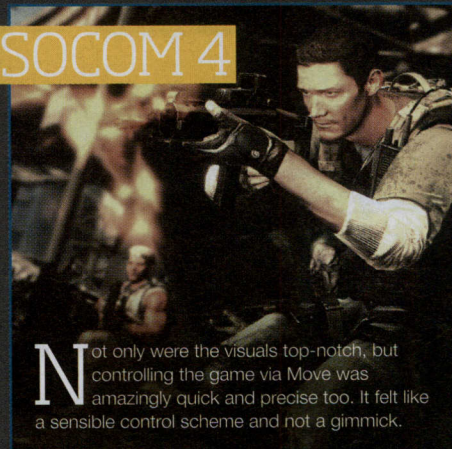 SOCOM 4
Not only were the visuals top-notch, but
controlling the game via Move was
amazingly quick and precise too. It felt like
a sensible control scheme and not a gimmick.